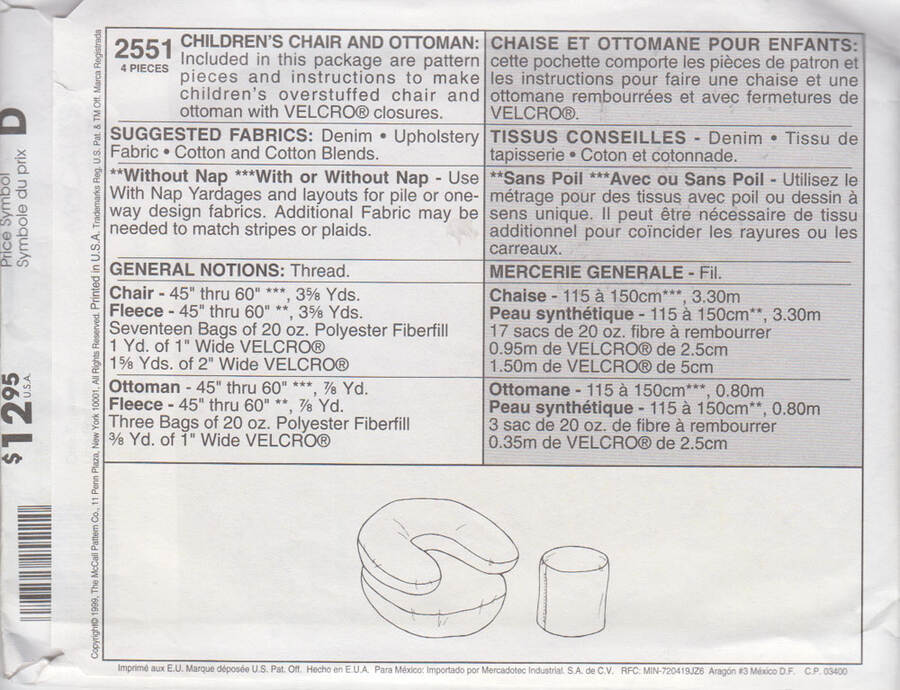 2551
4 PIECES
CHILDREN'S CHAIR AND OTTOMAN:
Included in this package are pattern
pieces and instructions to make
children's overstuffed chair and
ottoman with VELCRO® closures.
SUGGESTED FABRICS: Denim • Upholstery
Fabric • Cotton and Cotton Blends.
**Without Nap ***With or Without Nap - Use
With Nap Yardages and layouts for pile or one-
way design fabrics. Additional Fabric may be
needed to match stripes or plaids.
GENERAL NOTIONS: Thread.
Chair - 45" thru 60" ***, 3⅝ Yds.
Fleece - 45" thru 60" **, 3⅝ Yds.
Seventeen Bags of 20 oz. Polyester Fiberfill
1 Yd. of 1" Wide VELCRO®
1⅝ Yds. of 2" Wide VELCRO®
Ottoman - 45" thru 60" ***, ⅞ Yd.
Fleece - 45" thru 60" **, ⅞ Yd.
Three Bags of 20 oz. Polyester Fiberfill
⅜ Yd. of 1" Wide VELCRO®
CHAISE ET OTTOMANE POUR ENFANTS:
cette pochette comporte les pièces de patron et
les instructions pour faire une chaise et une
ottomane rembourrées et avec fermetures de
VELCRO®.
TISSUS CONSEILLES - Denim • Tissu de
tapisserie • Coton et cotonnade.
**Sans Poil ***Avec ou Sans Poil - Utilisez le
métrage pour des tissus avec poil ou dessin à
sens unique. Il peut être nécessaire de tissu
additionnel pour coïncider les rayures ou les
carreaux.
MERCERIE GENERALE - Fil.
Chaise - 115 à 150cm***, 3.30m
Peau synthétique - 115 à 150cm**, 3.30m
17 sacs de 20 oz. fibre à rembourrer
0.95m de VELCRO® de 2.5cm
1.50m de VELCRO® de 5cm
Ottomane - 115 à 150cm***, 0.80m
Peau synthétique - 115 à 150cm**, 0.80m
3 sac de 20 oz. de fibre à rembourrer
0.35m de VELCRO® de 2.5cm
Price Symbol
Symbole du prix
D
$12.95
U.S.A.
Copyright© 1999, The McCall Pattern Co., 11 Penn Plaza, New York 10001, All Rights Reserved. Printed in U.S.A. Trademarks Reg. U.S. Pat. & TM Off. Marca Registrada
Imprimé aux E.U. Marque déposée U.S. Pat. Off. Hecho en E.U.A. Para México: Importado por Mercadotec Industrial. S.A. de C.V. RFC: MIN-720419JZ6 Aragón #3 México D.F. C.P. 03400